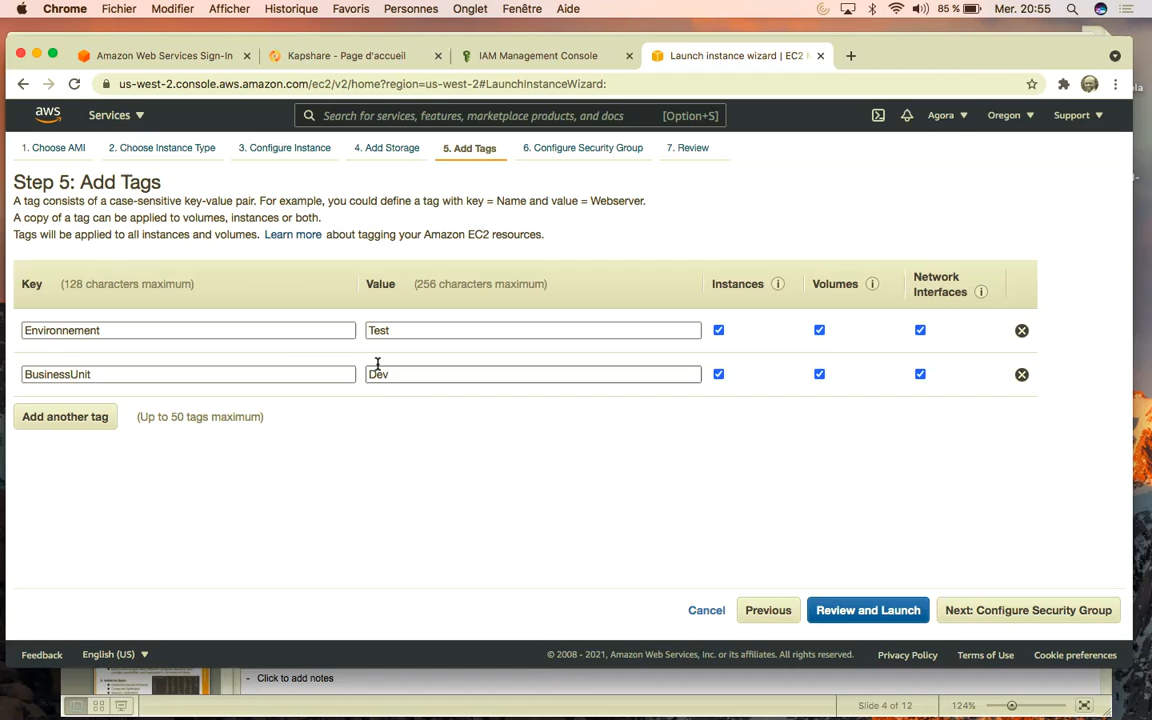 Chrome Fichier Modifier Afficher Historique Favoris Personnes Onglet Fenêtre Aide 85 % Mer. 20:55
Amazon Web Services Sign-In Kapshare - Page d'accueil IAM Management Console Launch instance wizard | EC2
us-west-2.console.aws.amazon.com/ec2/v2/home?region=us-west-2#LaunchInstanceWizard:
aws Services Search for services, features, marketplace products, and docs [Option+S] Agora Oregon Support
1. Choose AMI 2. Choose Instance Type 3. Configure Instance 4. Add Storage 5. Add Tags 6. Configure Security Group 7. Review
Step 5: Add Tags
A tag consists of a case-sensitive key-value pair. For example, you could define a tag with key = Name and value = Webserver.
A copy of a tag can be applied to volumes, instances or both.
Tags will be applied to all instances and volumes. Learn more about tagging your Amazon EC2 resources.
Key (128 characters maximum) Value (256 characters maximum) Instances Volumes Network Interfaces
Environnement Test
BusinessUnit Dev
Add another tag (Up to 50 tags maximum)
Cancel Previous Review and Launch Next: Configure Security Group
Feedback English (US) © 2008 - 2021, Amazon Web Services, Inc. or its affiliates. All rights reserved. Privacy Policy Terms of Use Cookie preferences
- Click to add notes
Slide 4 of 12 124%